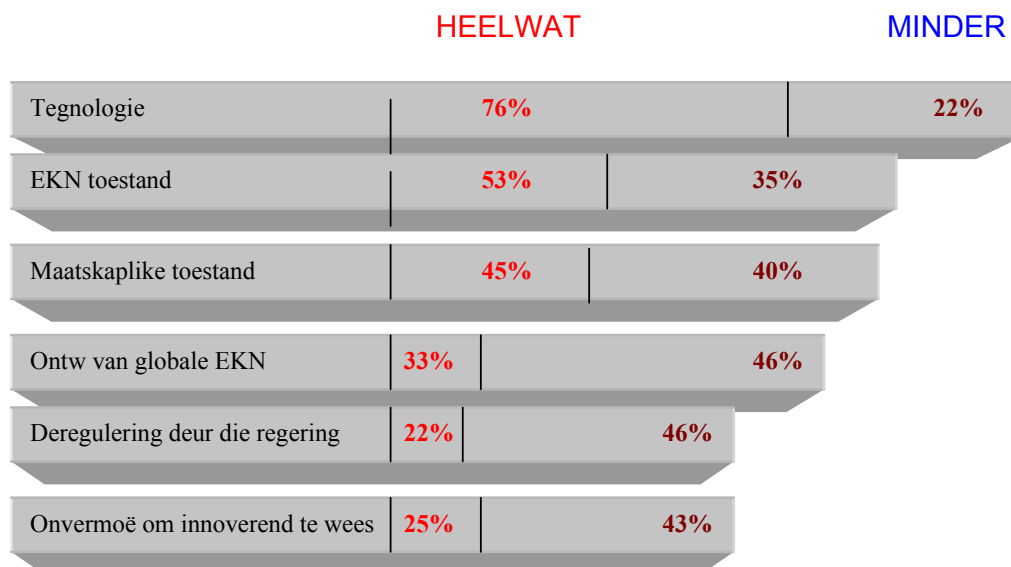 HEELWAT MINDER
Tegnologie 76% 22%
EKN toestand 53% 35%
Maatskaplike toestand 45% 40%
Ontw van globale EKN 33% 46%
Deregulering deur die regering 22% 46%
Onvermoë om innoverend te wees 25% 43%